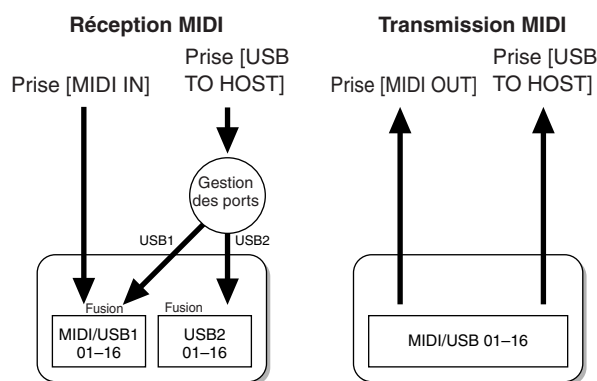 Réception MIDI
Prise [MIDI IN]
Prise [USB
TO HOST]
Gestion
des ports
USB1
USB2
Fusion
MIDI/USB1
01–16
Fusion
USB2
01–16
Transmission MIDI
Prise [MIDI OUT]
Prise [USB
TO HOST]
MIDI/USB 01–16